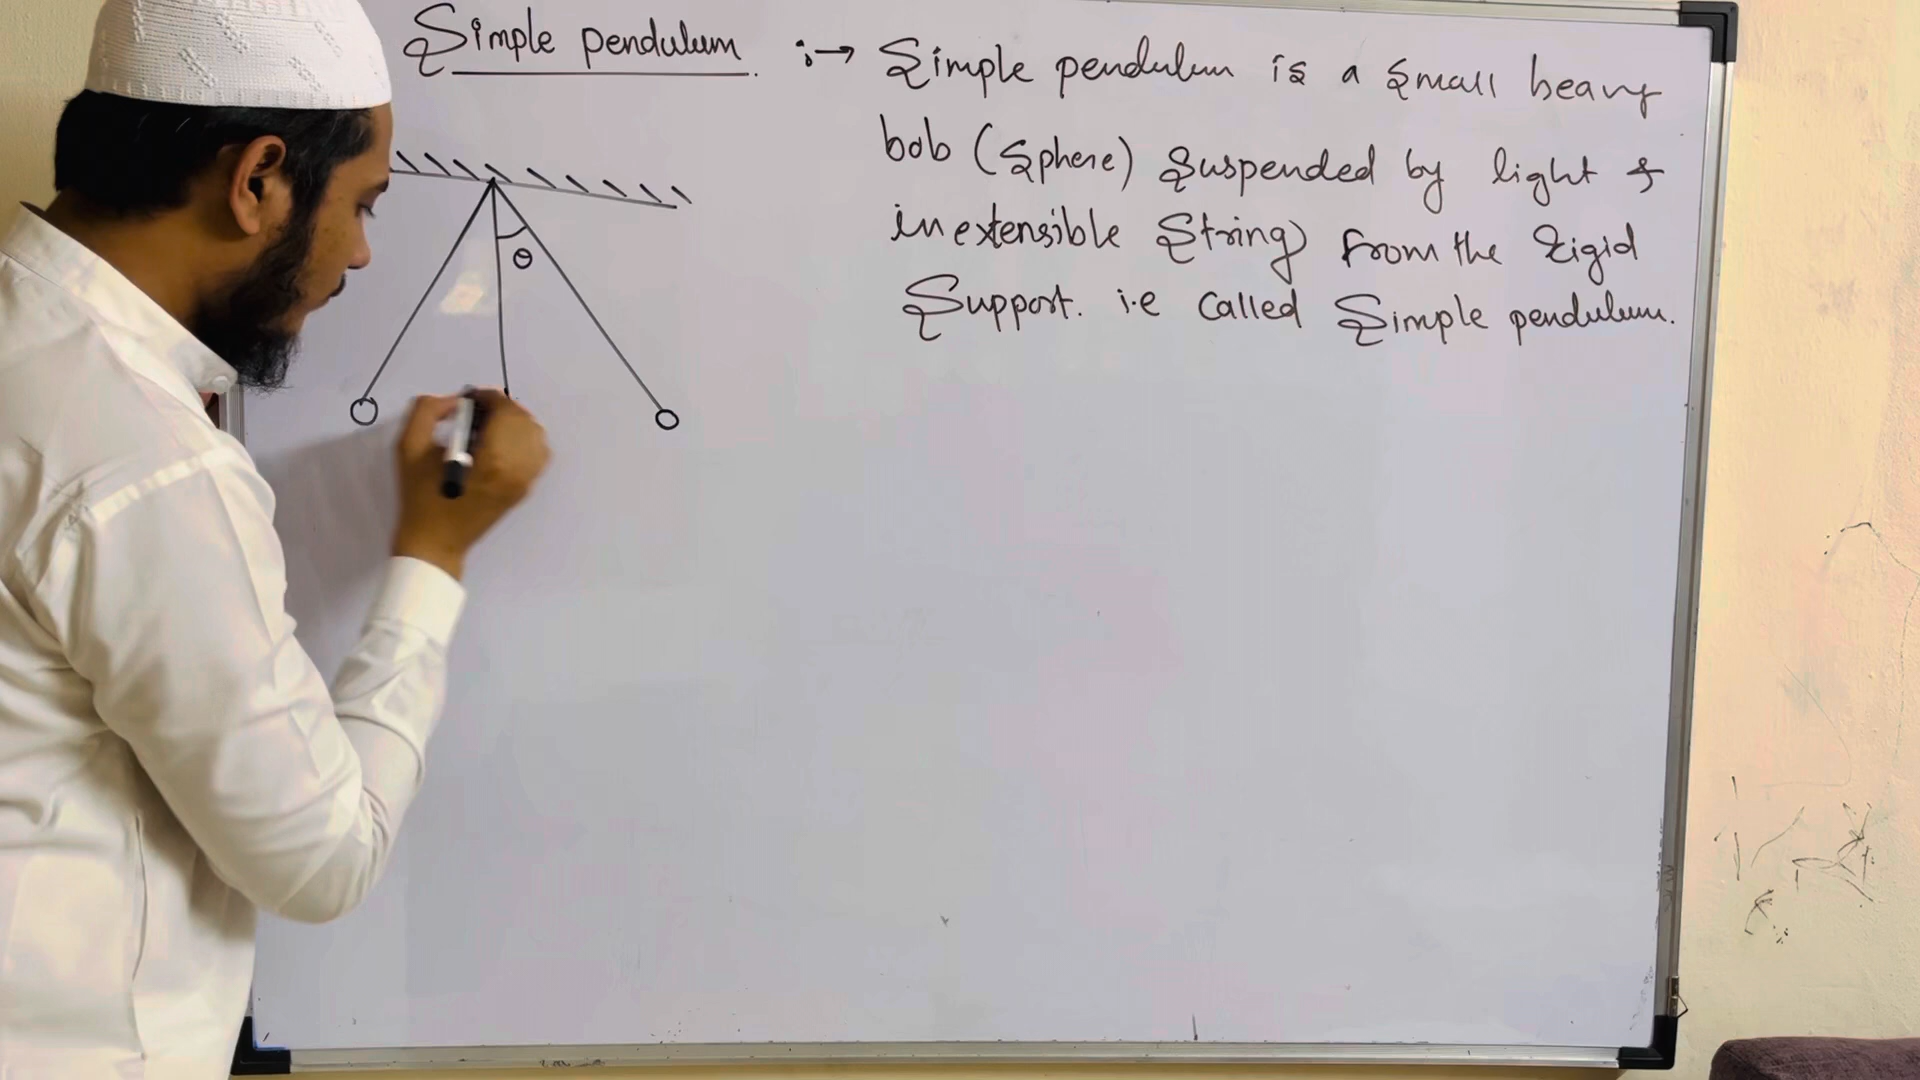 Simple pendulum :→ Simple pendulum is a small heavy
bob (sphere) suspended by light &
inextensible string from the rigid
support. i.e called simple pendulum.
θ